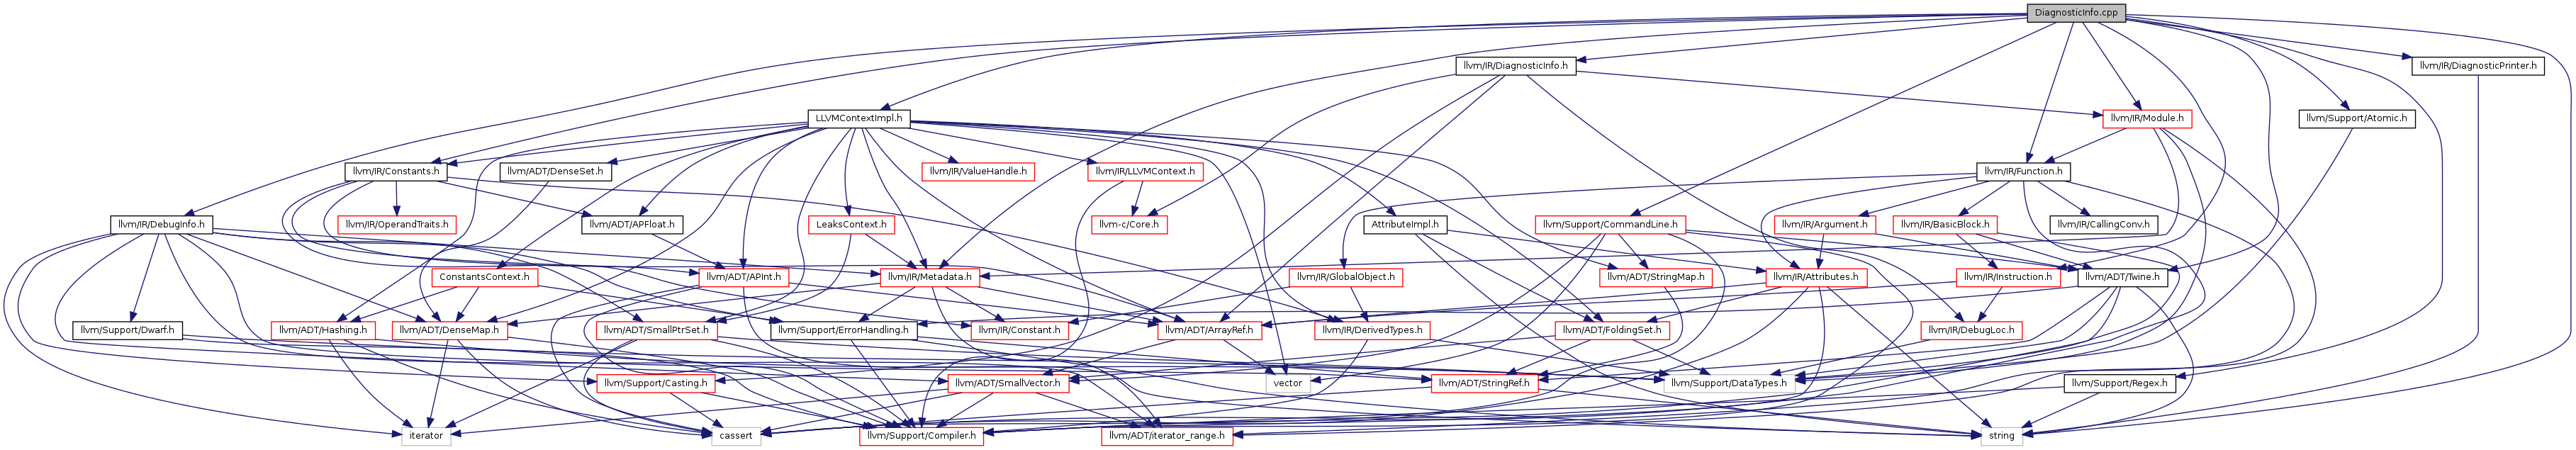 DiagnosticInfo.cpp
llvm/IR/DiagnosticInfo.h
llvm/IR/DiagnosticPrinter.h
LLVMContextImpl.h
llvm/IR/Module.h
llvm/Support/Atomic.h
llvm/IR/Constants.h
llvm/ADT/DenseSet.h
llvm/IR/ValueHandle.h
llvm/IR/LLVMContext.h
llvm/IR/Function.h
llvm/IR/DebugInfo.h
llvm/IR/OperandTraits.h
llvm/ADT/APFloat.h
LeaksContext.h
llvm-c/Core.h
AttributeImpl.h
llvm/Support/CommandLine.h
llvm/IR/Argument.h
llvm/IR/BasicBlock.h
llvm/IR/CallingConv.h
ConstantsContext.h
llvm/ADT/APInt.h
llvm/IR/Metadata.h
llvm/IR/GlobalObject.h
llvm/ADT/StringMap.h
llvm/IR/Attributes.h
llvm/IR/Instruction.h
llvm/ADT/Twine.h
llvm/Support/Dwarf.h
llvm/ADT/Hashing.h
llvm/ADT/DenseMap.h
llvm/ADT/SmallPtrSet.h
llvm/Support/ErrorHandling.h
llvm/IR/Constant.h
llvm/ADT/ArrayRef.h
llvm/IR/DerivedTypes.h
llvm/ADT/FoldingSet.h
llvm/IR/DebugLoc.h
llvm/Support/Casting.h
llvm/ADT/SmallVector.h
vector
llvm/ADT/StringRef.h
llvm/Support/DataTypes.h
llvm/Support/Regex.h
iterator
cassert
llvm/Support/Compiler.h
llvm/ADT/iterator_range.h
string